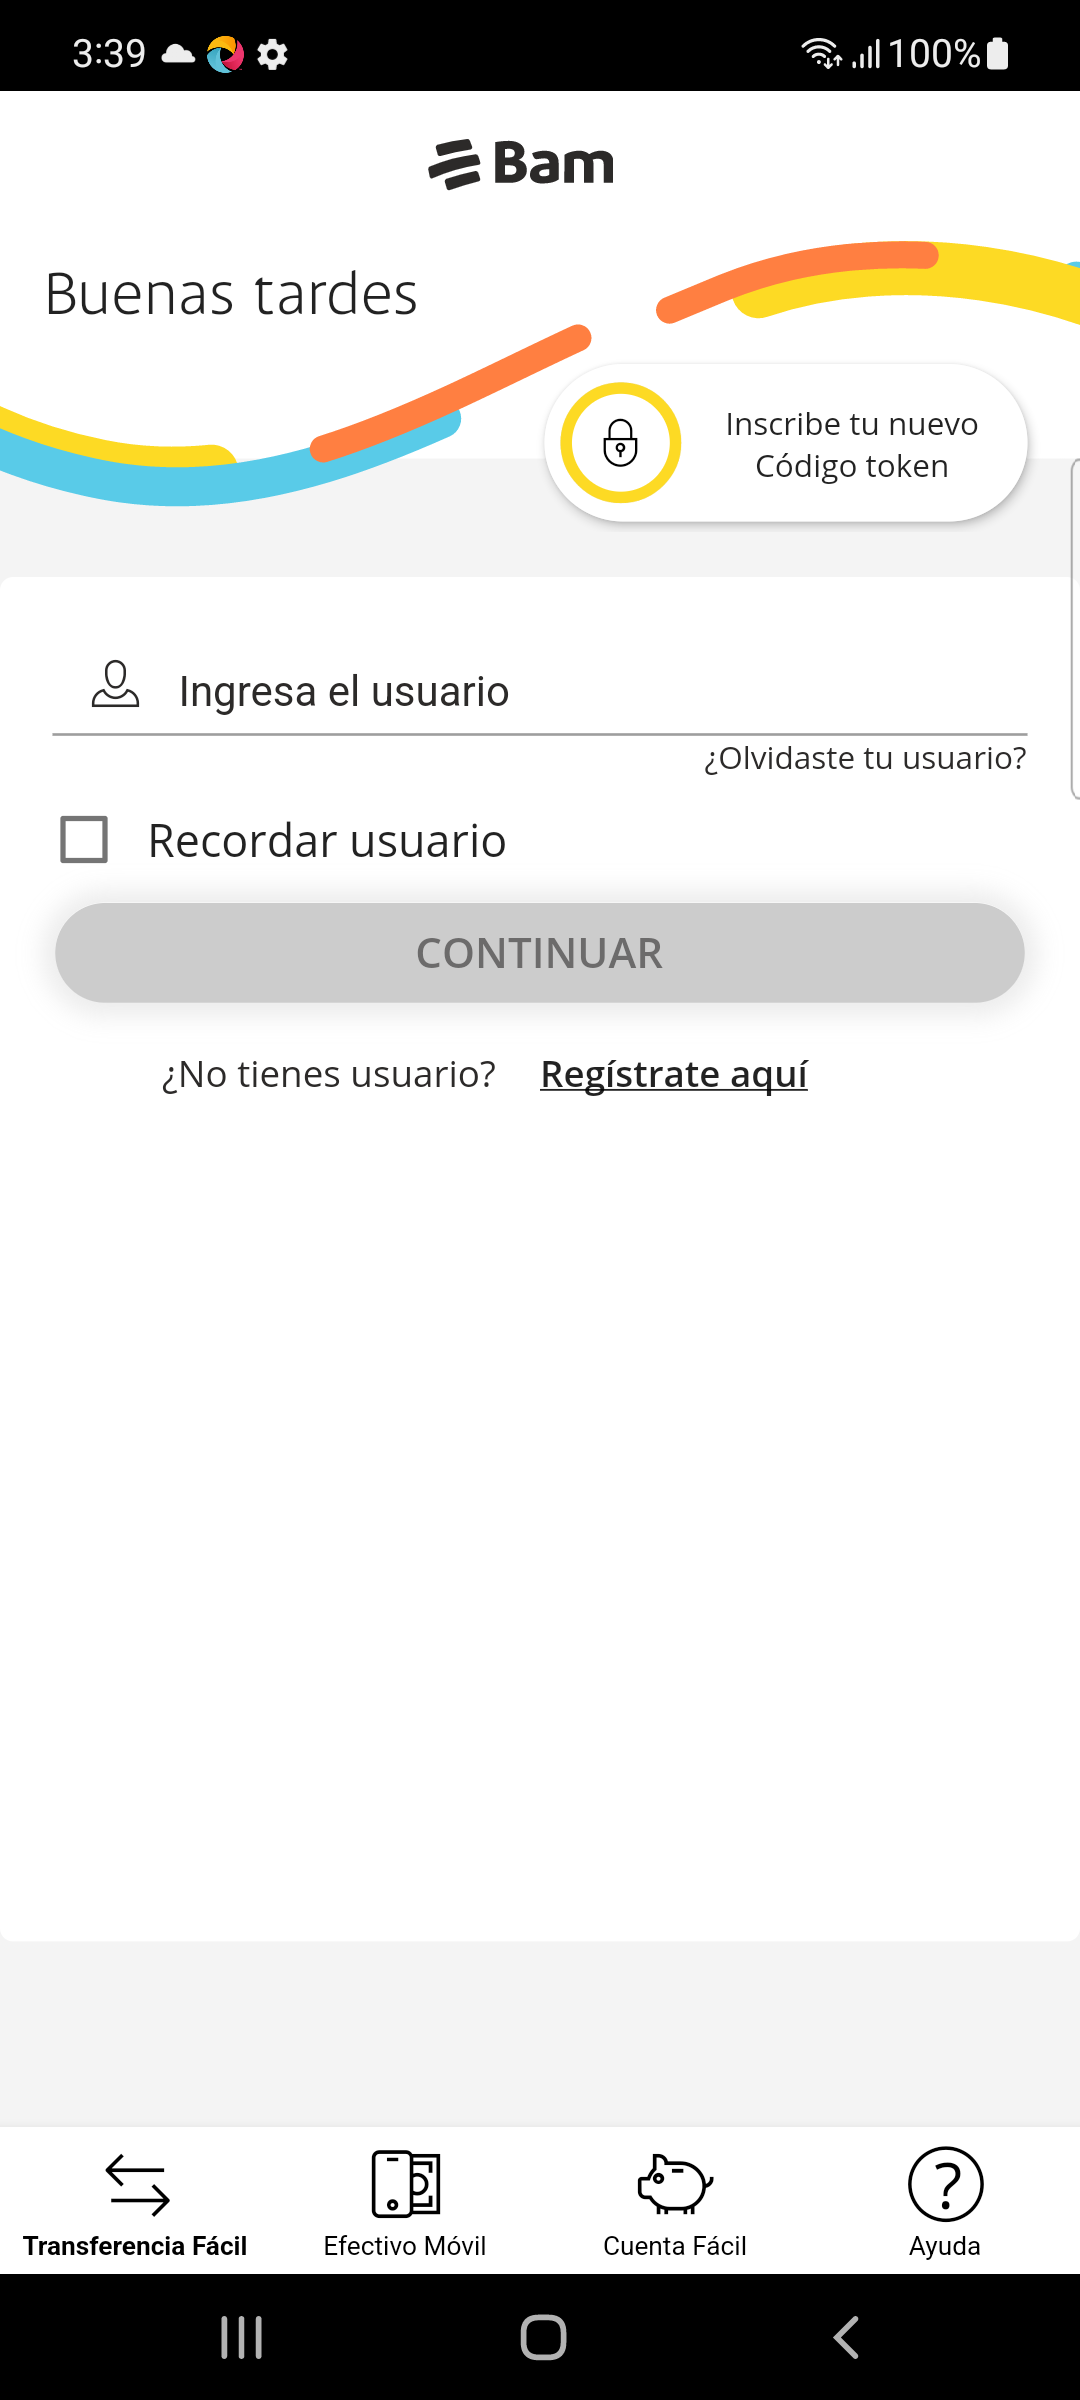 3:39
100%
Bam
Buenas tardes
Inscribe tu nuevo
Código token
Ingresa el usuario
¿Olvidaste tu usuario?
Recordar usuario
CONTINUAR
¿No tienes usuario? Regístrate aquí
Transferencia Fácil
Efectivo Móvil
Cuenta Fácil
Ayuda